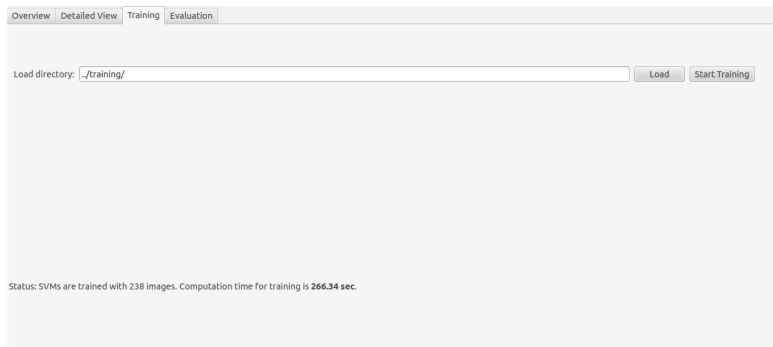 Overview Detailed View Training Evaluation
Load directory: ../training/ Load Start Training
Status: SVMs are trained with 238 images. Computation time for training is 266.34 sec.